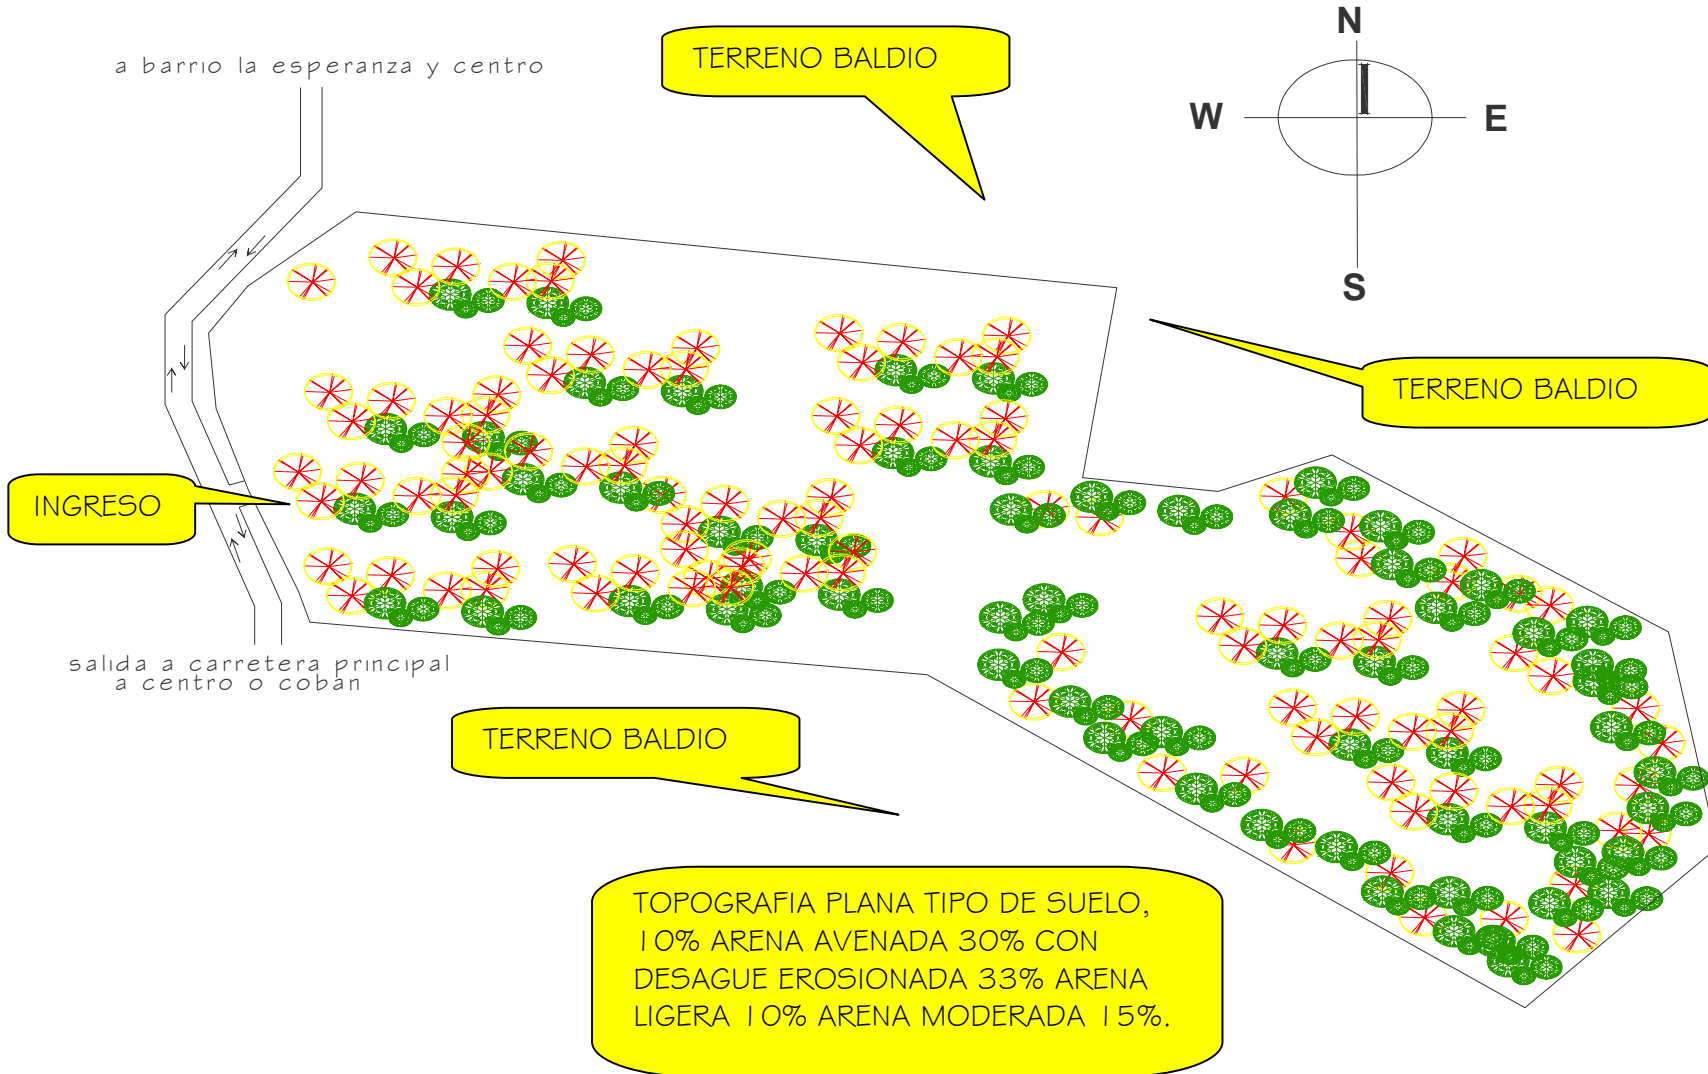 N
a barrio la esperanza y centro
TERRENO BALDIO
W
E
S
TERRENO BALDIO
INGRESO
salida a carretera principal
a centro o coban
TERRENO BALDIO
TOPOGRAFIA PLANA TIPO DE SUELO,
10% ARENA AVENADA 30% CON
DESAGUE EROSIONADA 33% ARENA
LIGERA 10% ARENA MODERADA 15%.